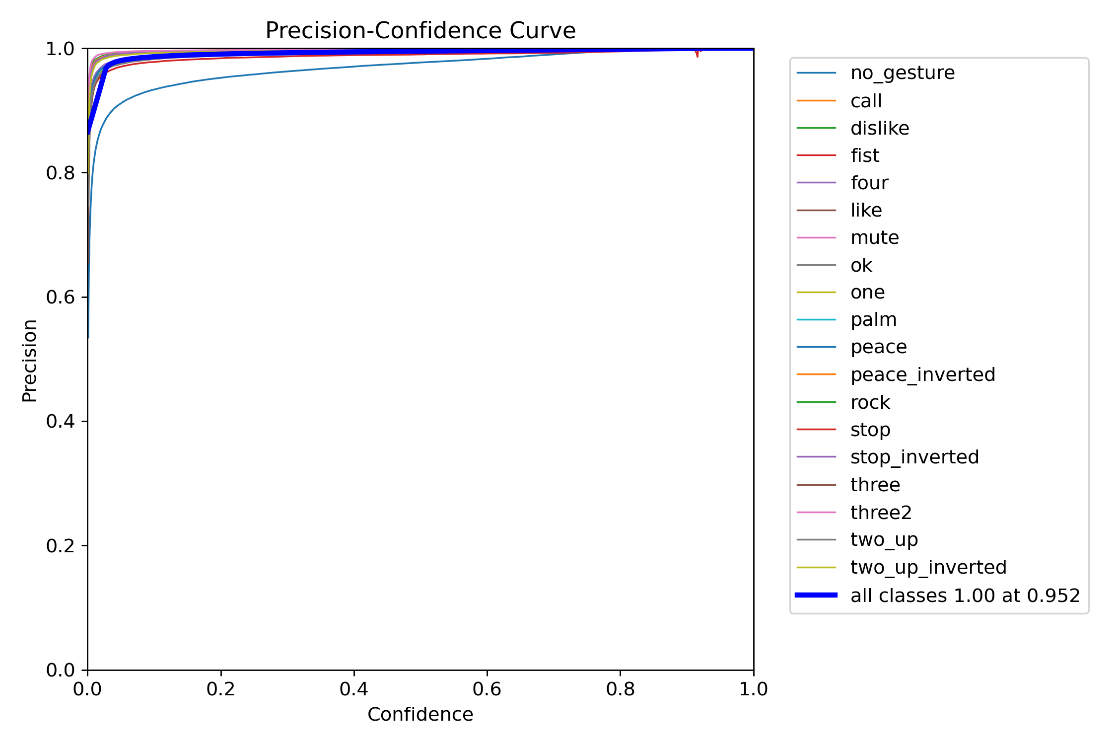 Precision-Confidence Curve
1.0
0.8
0.6
0.4
0.2
0.0
Precision
0.0 0.2 0.4 0.6 0.8 1.0
Confidence
no_gesture
call
dislike
fist
four
like
mute
ok
one
palm
peace
peace_inverted
rock
stop
stop_inverted
three
three2
two_up
two_up_inverted
all classes 1.00 at 0.952